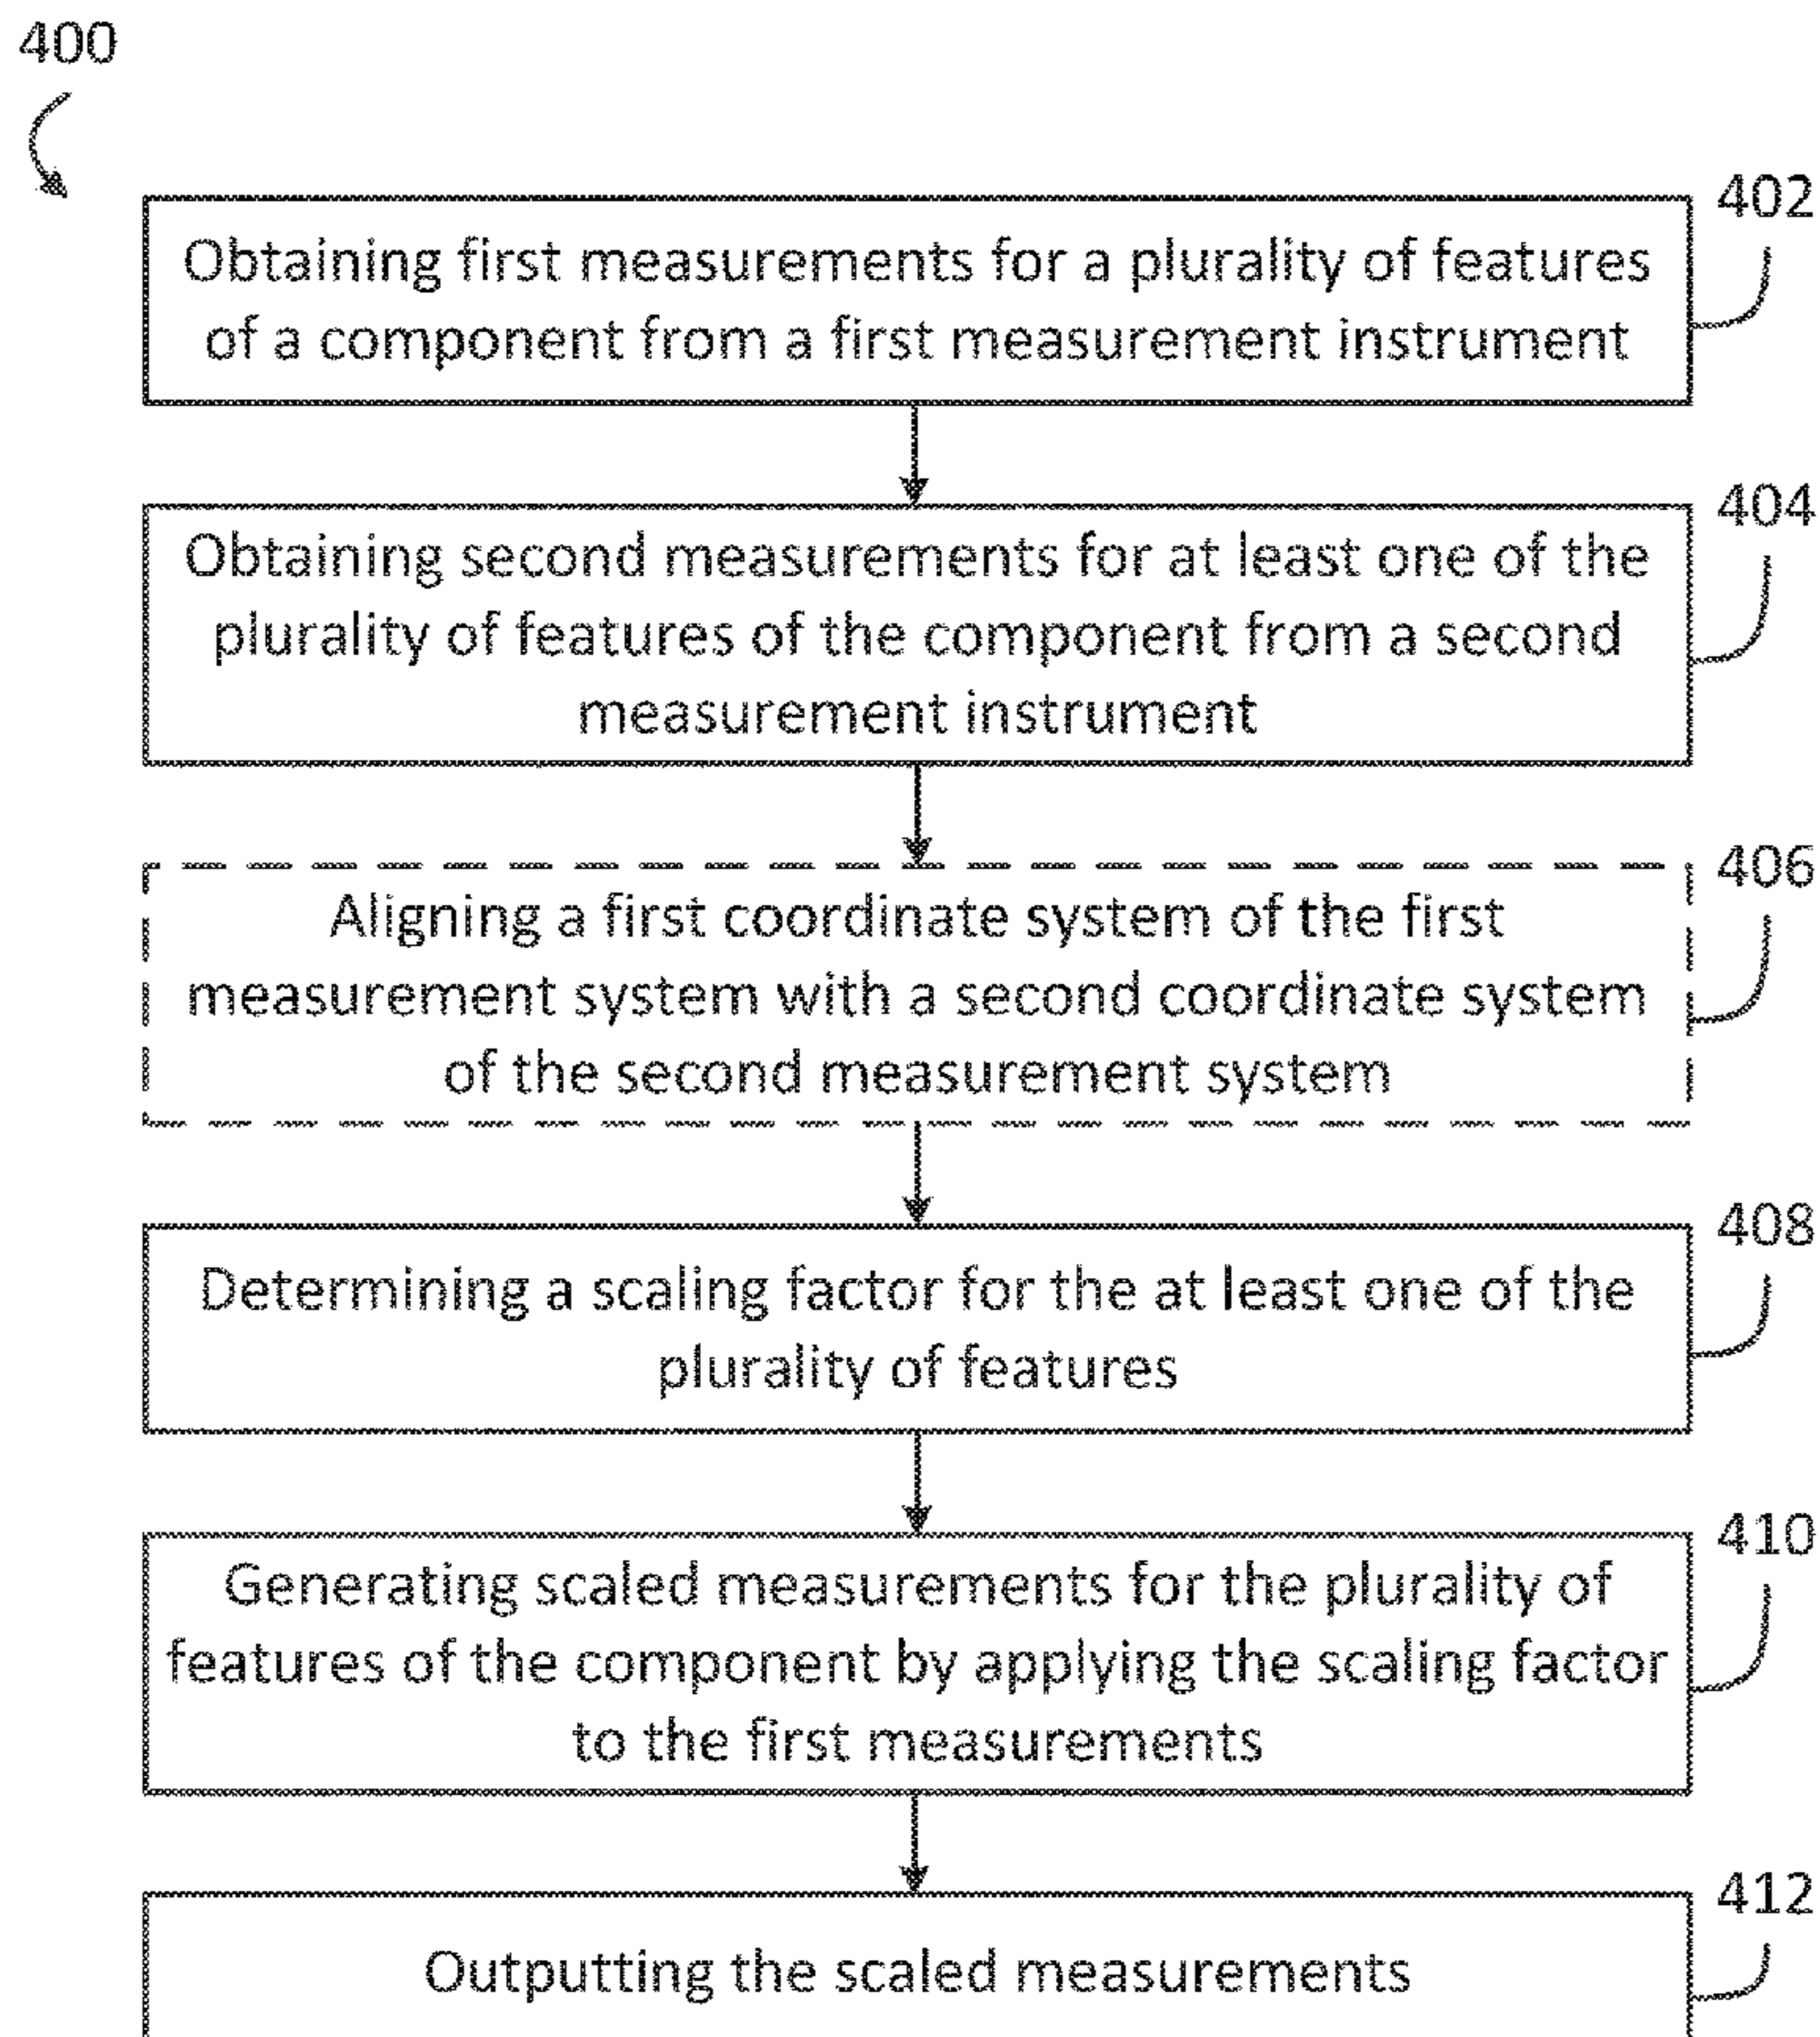 400
402
Obtaining first measurements for a plurality of features
of a component from a first measurement instrument
404
Obtaining second measurements for at least one of the
plurality of features of the component from a second
measurement instrument
406
Aligning a first coordinate system of the first
measurement system with a second coordinate system
of the second measurement system
408
Determining a scaling factor for the at least one of the
plurality of features
410
Generating scaled measurements for the plurality of
features of the component by applying the scaling factor
to the first measurements
412
Outputting the scaled measurements